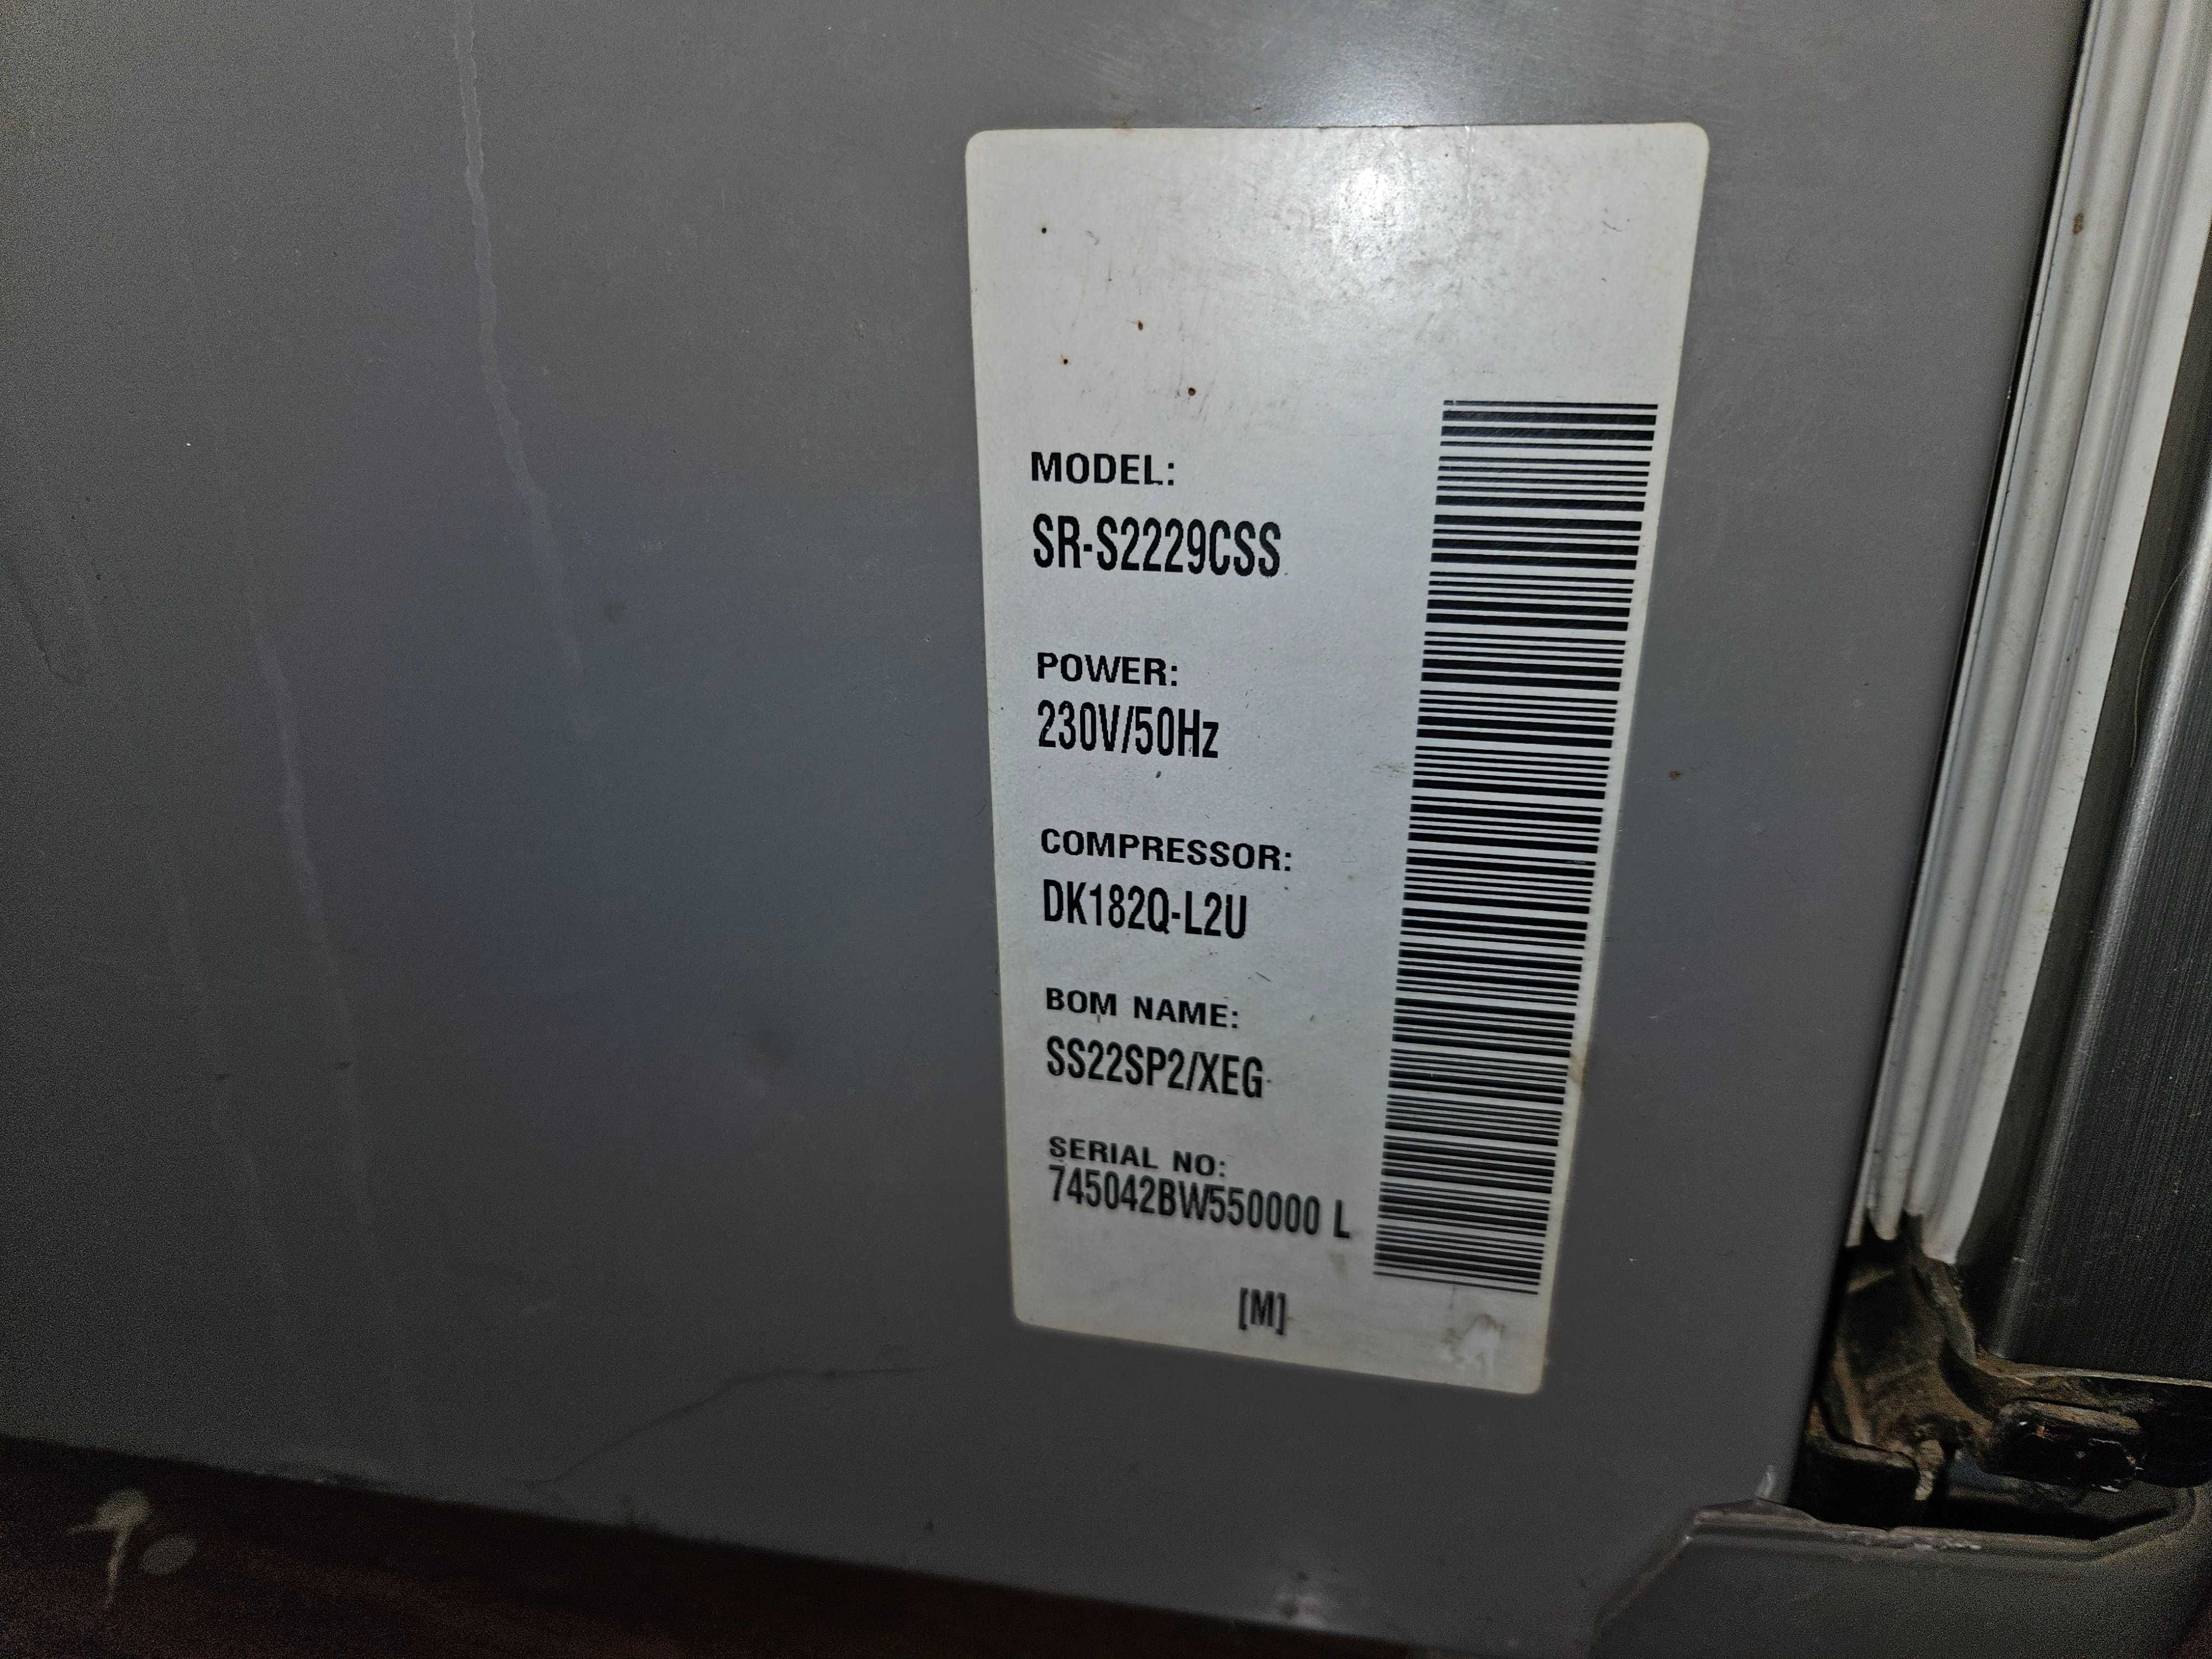 MODEL:
SR-S2229CSS
POWER:
230V/50Hz
COMPRESSOR:
DK182Q-L2U
BOM NAME:
SS22SP2/XEG
SERIAL NO:
745042BW550000 L
[M]